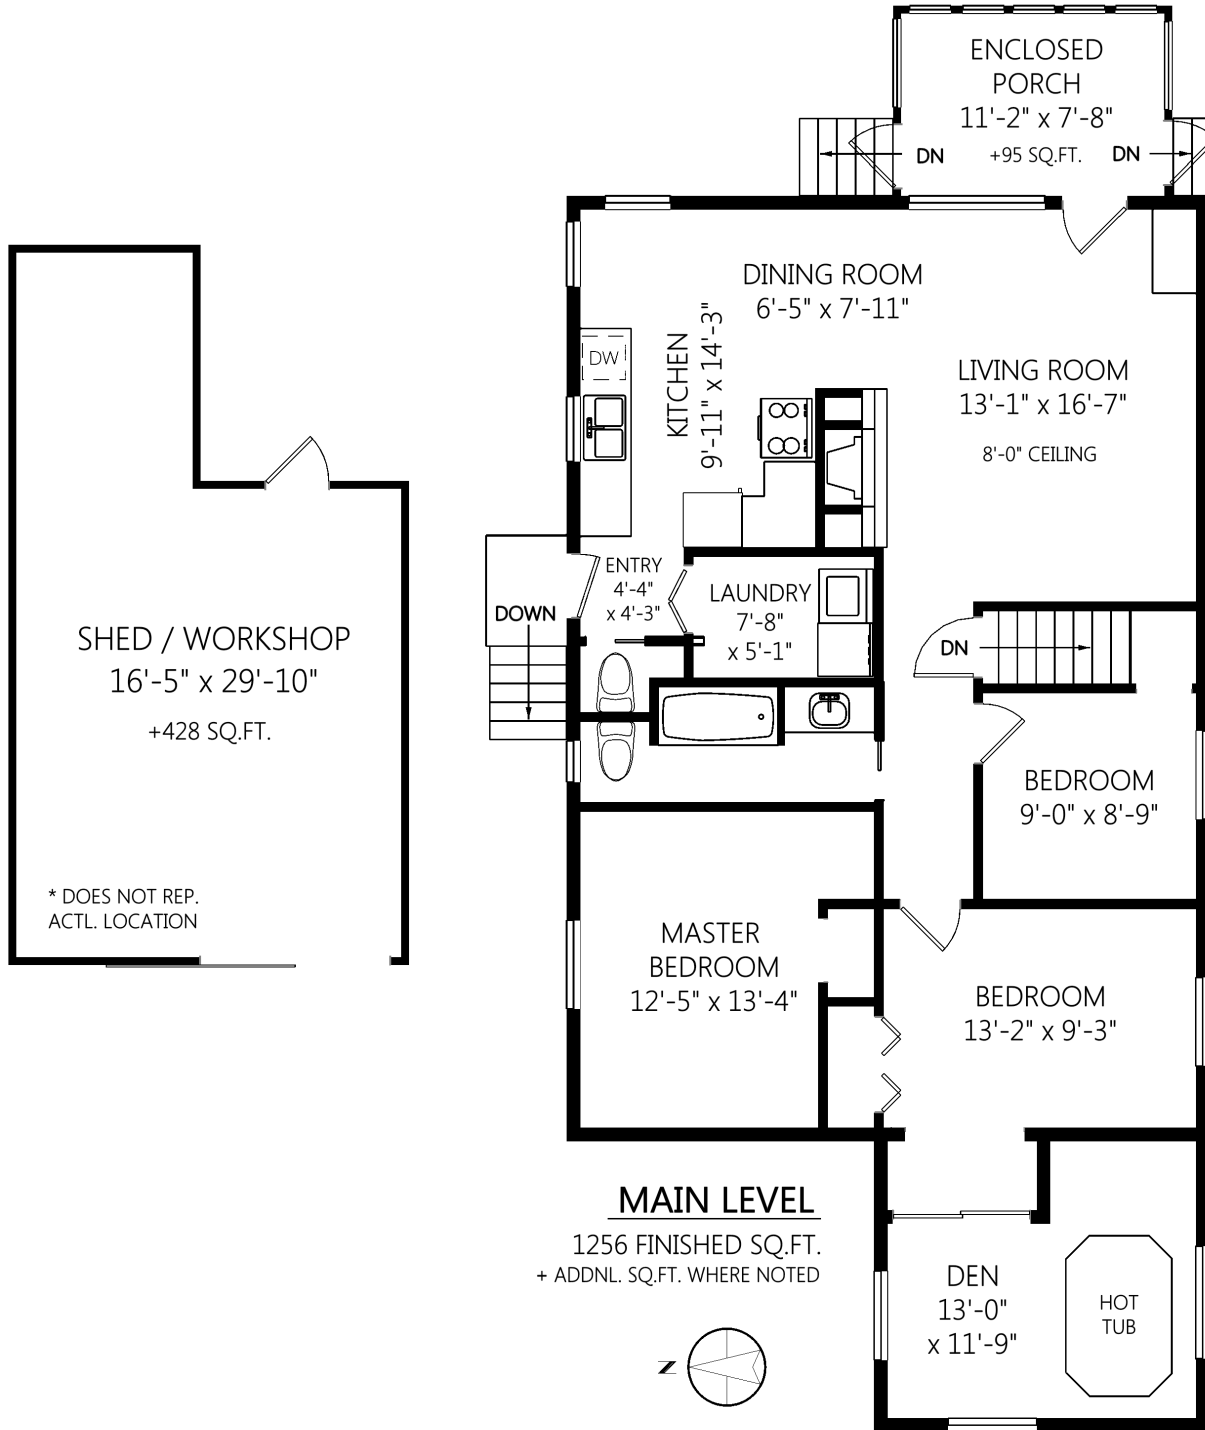 ENCLOSED
PORCH
11'-2" x 7'-8"
+95 SQ.FT.
DN
DN
DINING ROOM
6'-5" x 7'-11"
KITCHEN
9'-11" x 14'-3"
DW
LIVING ROOM
13'-1" x 16'-7"
8'-0" CEILING
ENTRY
4'-4"
x 4'-3"
LAUNDRY
7'-8"
x 5'-1"
DOWN
DN
SHED / WORKSHOP
16'-5" x 29'-10"
+428 SQ.FT.
* DOES NOT REP.
ACTL. LOCATION
BEDROOM
9'-0" x 8'-9"
MASTER
BEDROOM
12'-5" x 13'-4"
BEDROOM
13'-2" x 9'-3"
MAIN LEVEL
1256 FINISHED SQ.FT.
+ ADDNL. SQ.FT. WHERE NOTED
DEN
13'-0"
x 11'-9"
HOT
TUB
N